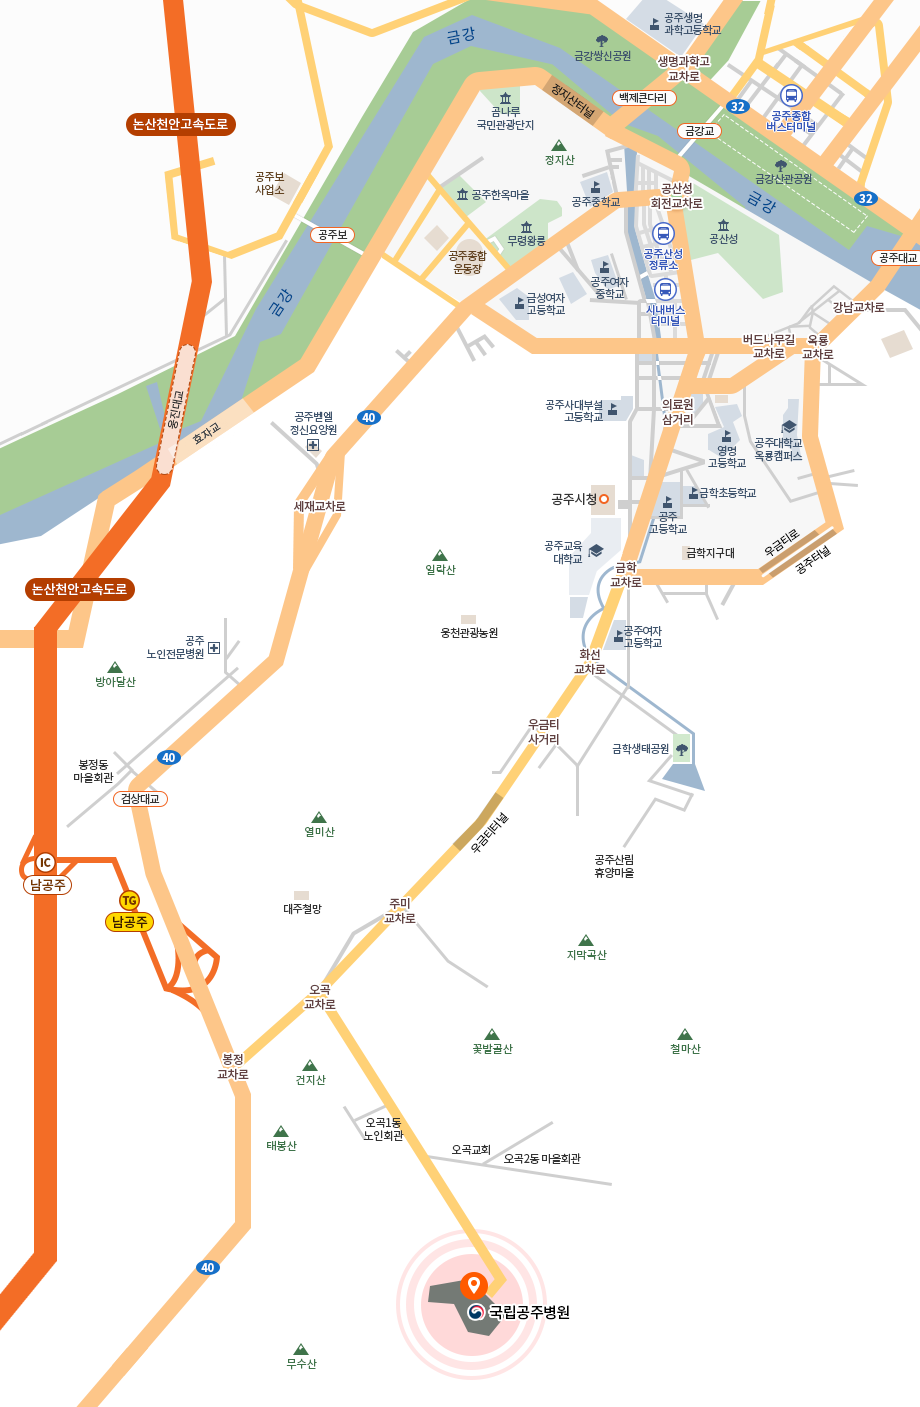 금강
공주생명
과학고등학교
금강쌍신공원
생명과학고
교차로
백제큰다리
32
공주종합
버스터미널
정지산터널
곰나루
국민관광단지
논산천안고속도로
금강교
정지산
금강산관공원
공주보
사업소
공주한옥마을
공주중학교
공산성
회전교차로
금강
32
공주보
무령왕릉
공산성
공주종합
운동장
공주산성
정류소
공주대교
공주여자
중학교
시내버스
터미널
금강
금성여자
고등학교
강남교차로
버드나무길
교차로
옥룡
교차로
웅진대교
효자교
공주벧엘
정신요양원
40
공주사대부설
고등학교
의료원
삼거리
영명
고등학교
공주대학교
옥룡캠퍼스
세재교차로
공주시청
금학초등학교
공주
고등학교
우금티로
공주터널
공주교육
대학교
금학지구대
일락산
금학
교차로
논산천안고속도로
웅천관광농원
공주여자
고등학교
공주
노인전문병원
화선
교차로
방아달산
우금티
사거리
금학생태공원
40
봉정동
마을회관
검상대교
열미산
우금티터널
IC
남공주
공주산림
휴양마을
TG
남공주
대주철망
주미
교차로
지막곡산
오곡
교차로
꽃발골산
철마산
봉정
교차로
건지산
오곡1동
노인회관
태봉산
오곡교회
오곡2동 마을회관
40
국립공주병원
무수산